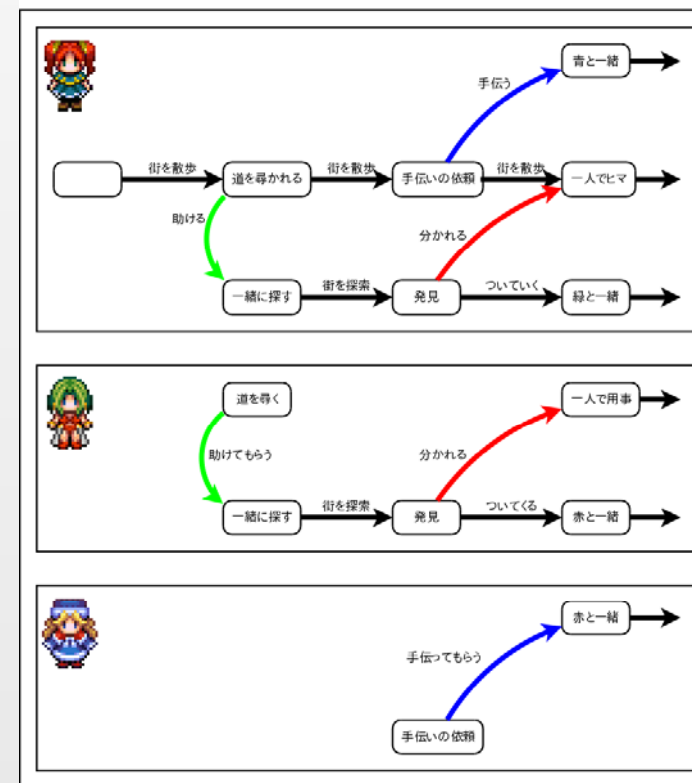 青と一緒
手伝う
街を散歩
道を尋かれる
街を散歩
手伝いの依頼
街を散歩
一人でヒマ
助ける
分かれる
一緒に探す
街を探索
発見
ついていく
緑と一緒
道を尋く
一人で用事
助けてもらう
分かれる
一緒に探す
街を探索
発見
ついてくる
赤と一緒
赤と一緒
手伝ってもらう
手伝いの依頼